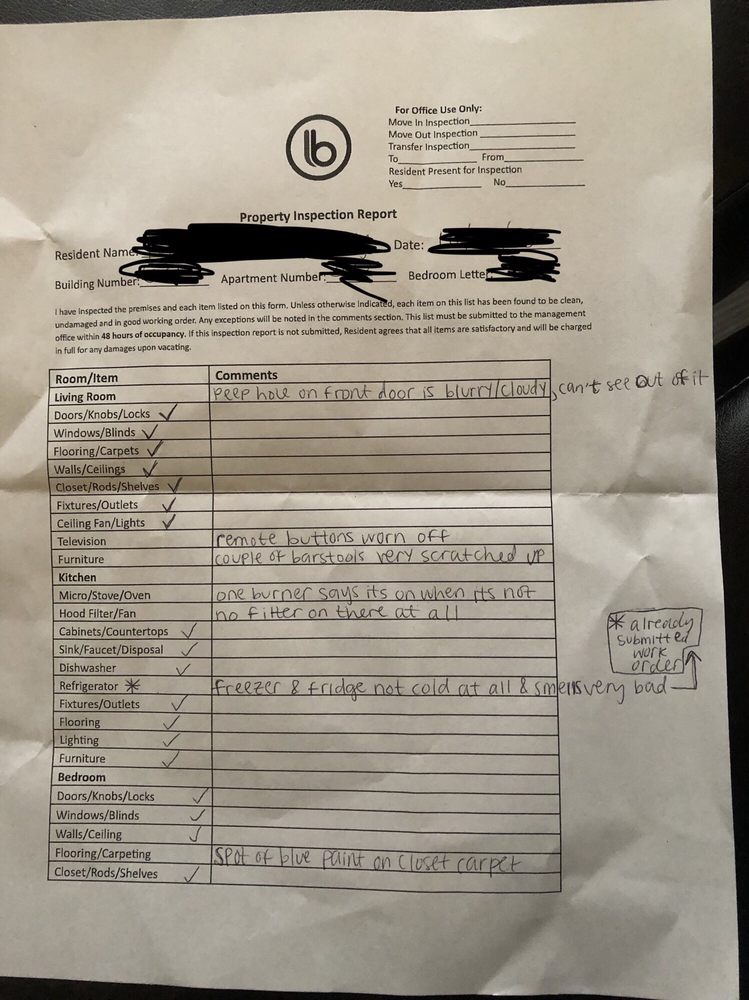 For Office Use Only:
Move In Inspection
Move Out Inspection
Transfer Inspection
To From
Resident Present for Inspection
Yes No
lb
Property Inspection Report
Resident Name: Date:
Building Number: Apartment Number: Bedroom Letter
I have inspected the premises and each item listed on this form. Unless otherwise indicated, each item on this list has been found to be clean,
undamaged and in good working order. Any exceptions will be noted in the comments section. This list must be submitted to the management
office within 48 hours of occupancy. If this inspection report is not submitted, Resident agrees that all items are satisfactory and will be charged
in full for any damages upon vacating.
Room/Item Comments
Living Room peep hole on front door is blurry/cloudy, can't see out of it
Doors/Knobs/Locks ✓
Windows/Blinds ✓
Flooring/Carpets ✓
Walls/Ceilings ✓
Closet/Rods/Shelves ✓
Fixtures/Outlets ✓
Ceiling Fan/Lights ✓
Television remote buttons worn off
Furniture couple of barstools very scratched up
Kitchen
Micro/Stove/Oven one burner says its on when its not
Hood Filter/Fan no filter on there at all
Cabinets/Countertops ✓
Sink/Faucet/Disposal ✓
Dishwasher ✓
Refrigerator * freezer & fridge not cold at all & smells very bad
* already
submitted
work
order
Fixtures/Outlets ✓
Flooring ✓
Lighting ✓
Furniture ✓
Bedroom
Doors/Knobs/Locks ✓
Windows/Blinds ✓
Walls/Ceiling ✓
Flooring/Carpeting spot of blue paint on closet carpet
Closet/Rods/Shelves ✓